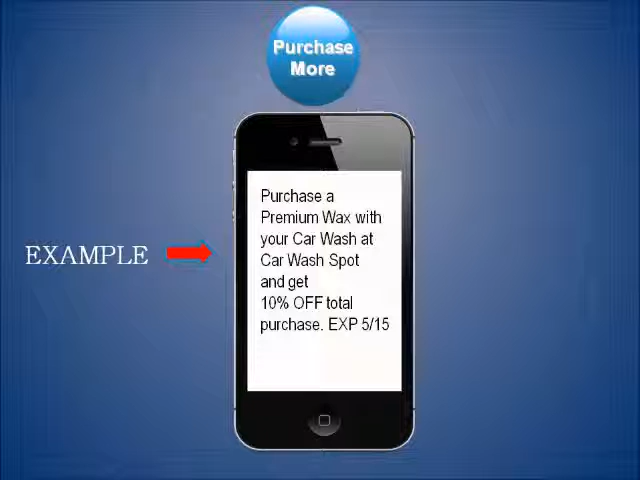 Purchase
More
EXAMPLE
Purchase a
Premium Wax with
your Car Wash at
Car Wash Spot
and get
10% OFF total
purchase. EXP 5/15